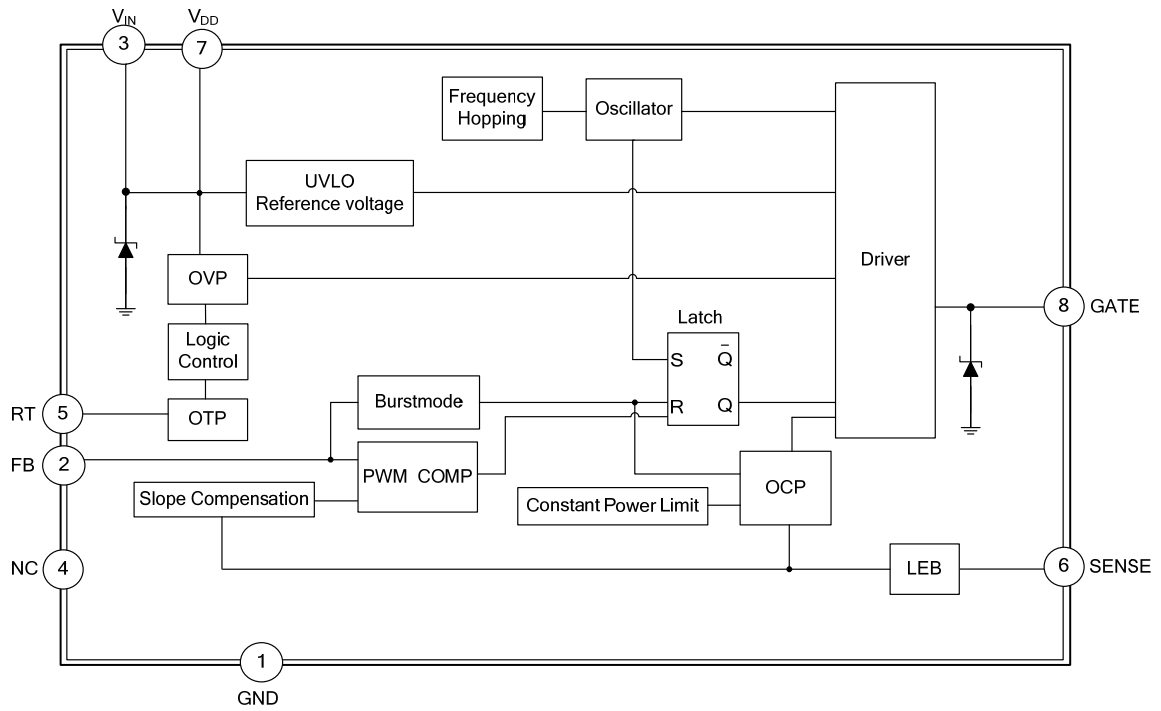 VIN
VDD
3
7
Frequency
Hopping
Oscillator
UVLO
Reference voltage
Driver
OVP
8
GATE
Latch
Logic
Control
S
Q
R
Q
Burstmode
RT
5
OTP
FB
2
PWM COMP
OCP
Slope Compensation
Constant Power Limit
NC
4
LEB
6
SENSE
1
GND